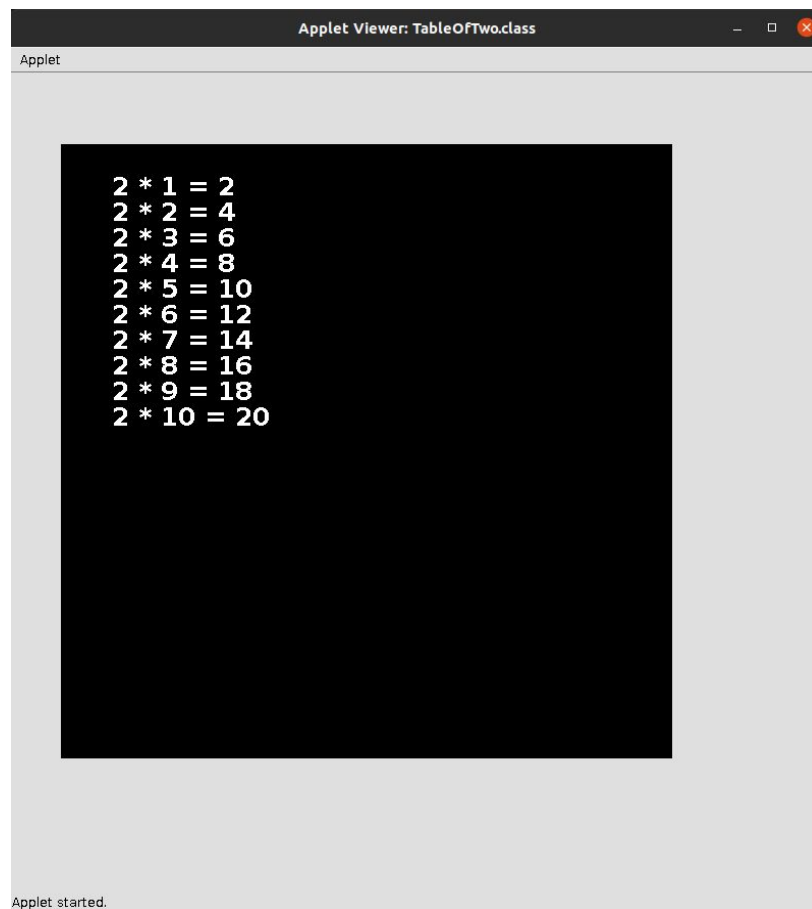 Applet Viewer: TableOfTwo.class
Applet
2 * 1 = 2
2 * 2 = 4
2 * 3 = 6
2 * 4 = 8
2 * 5 = 10
2 * 6 = 12
2 * 7 = 14
2 * 8 = 16
2 * 9 = 18
2 * 10 = 20
Applet started.